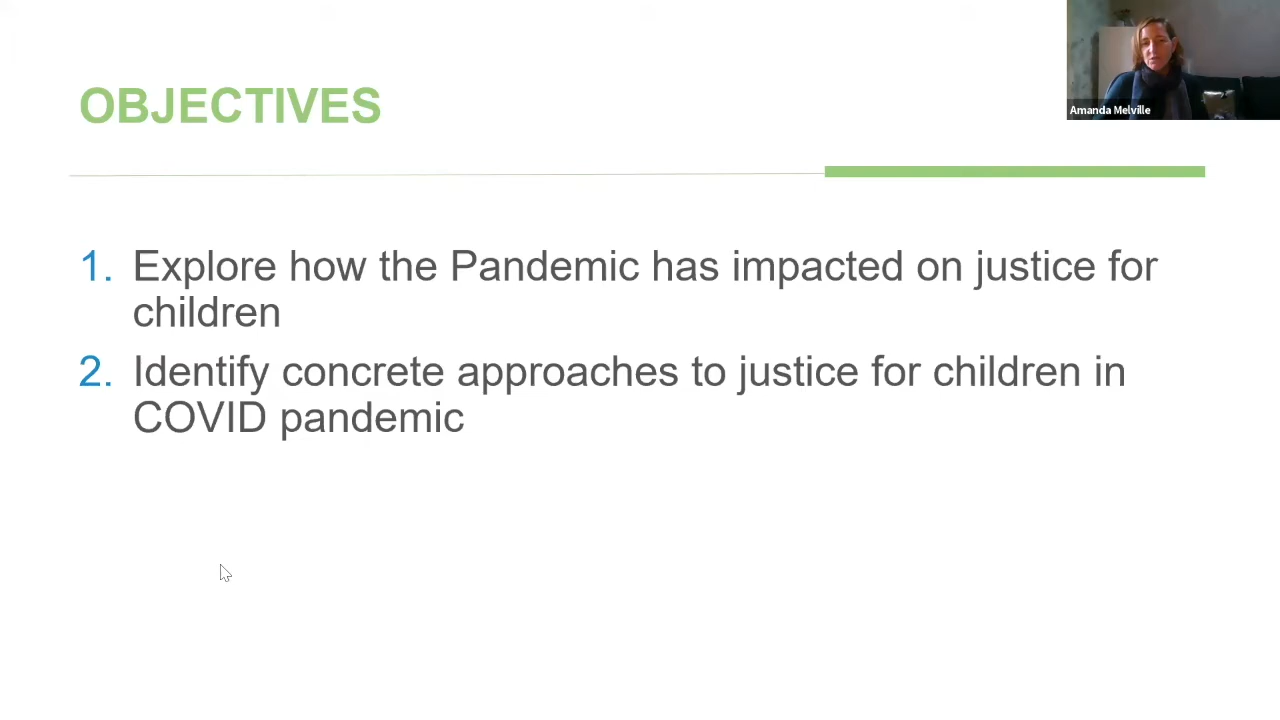 OBJECTIVES
Amanda Melville
1. Explore how the Pandemic has impacted on justice for
children
2. Identify concrete approaches to justice for children in
COVID pandemic